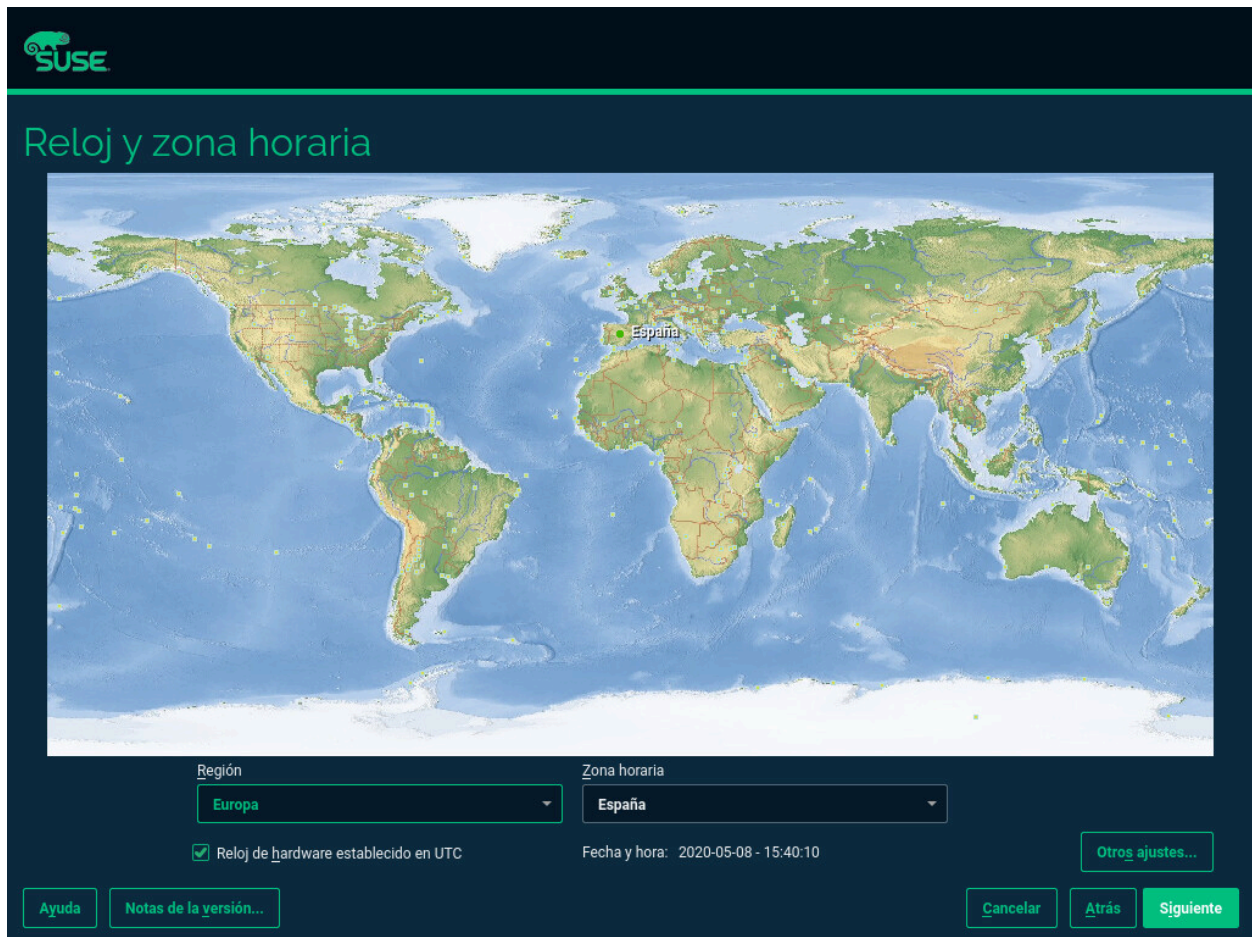 SUSE
Reloj y zona horaria
España
Región
Zona horaria
Europa
España
Reloj de hardware establecido en UTC
Fecha y hora: 2020-05-08 - 15:40:10
Otros ajustes...
Ayuda
Notas de la versión...
Cancelar
Atrás
Siguiente